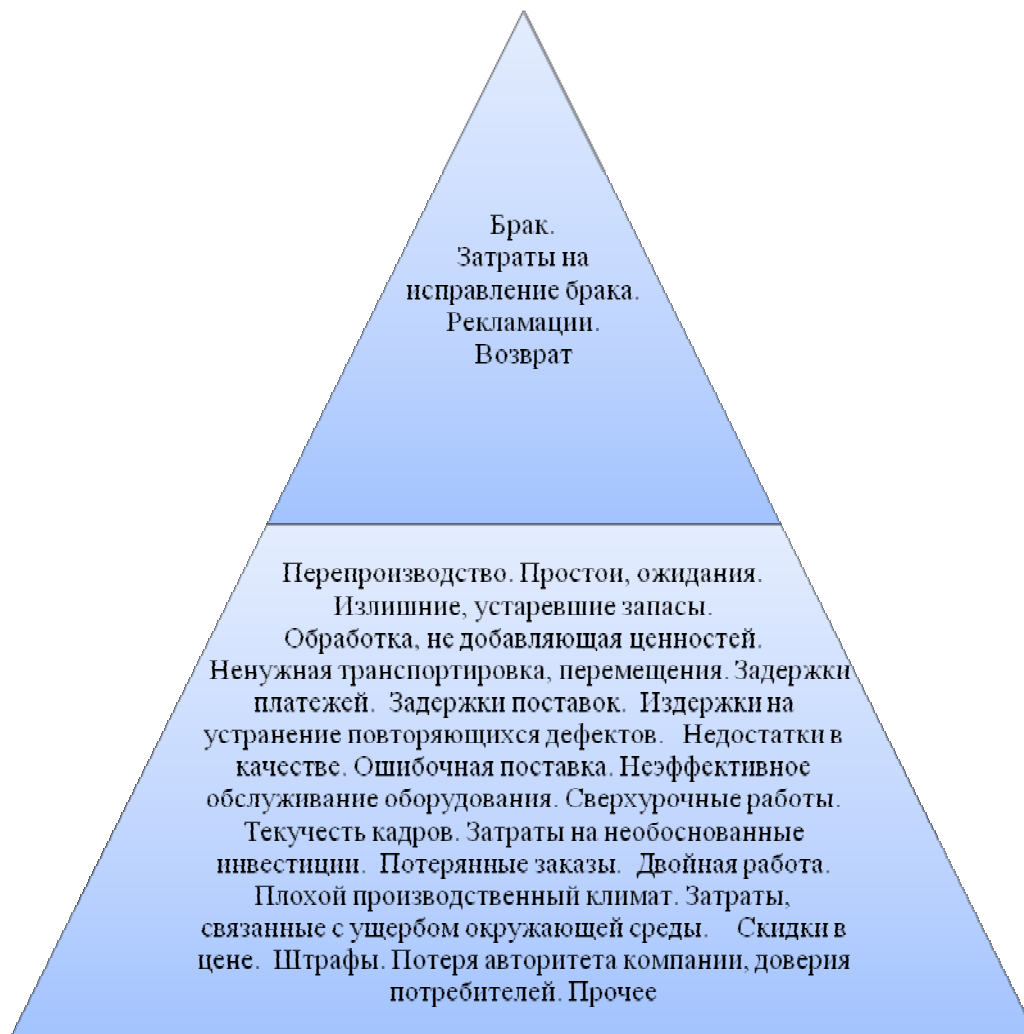 Брак.
Затраты на
исправление брака.
Рекламации.
Возврат
Перепроизводство. Простои, ожидания.
Излишние, устаревшие запасы.
Обработка, не добавляющая ценностей.
Ненужная транспортировка, перемещения. Задержки
платежей. Задержки поставок. Издержки на
устранение повторяющихся дефектов. Недостатки в
качестве. Ошибочная поставка. Неэффективное
обслуживание оборудования. Сверхурочные работы.
Текучесть кадров. Затраты на необоснованные
инвестиции. Потерянные заказы. Двойная работа.
Плохой производственный климат. Затраты,
связанные с ущербом окружающей среды. Скидки в
цене. Штрафы. Потеря авторитета компании, доверия
потребителей. Прочее